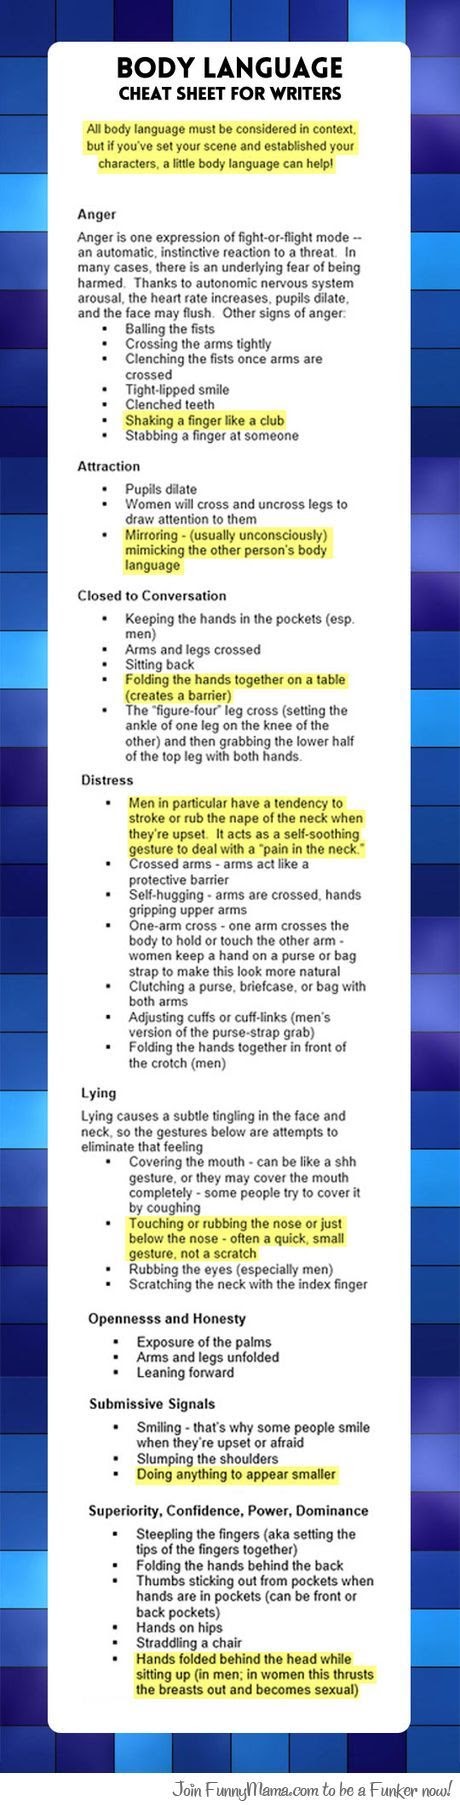 BODY LANGUAGE
CHEAT SHEET FOR WRITERS
All body language must be considered in context,
but if you've set your scene and established your
characters, a little body language can help!
Anger
Anger is one expression of fight-or-flight mode --
an automatic, instinctive reaction to a threat.  In
many cases, there is an underlying fear of being
harmed.  Thanks to autonomic nervous system
arousal, the heart rate increases, pupils dilate,
and the face may flush.  Other signs of anger:
▪ Balling the fists
▪ Crossing the arms tightly
▪ Clenching the fists once arms are
crossed
▪ Tight-lipped smile
▪ Clenched teeth
▪ Shaking a finger like a club
▪ Stabbing a finger at someone
Attraction
▪ Pupils dilate
▪ Women will cross and uncross legs to
draw attention to them
▪ Mirroring - (usually unconsciously)
mimicking the other person's body
language
Closed to Conversation
▪ Keeping the hands in the pockets (esp.
men)
▪ Arms and legs crossed
▪ Sitting back
▪ Folding the hands together on a table
(creates a barrier)
▪ The "figure-four" leg cross (setting the
ankle of one leg on the knee of the
other) and then grabbing the lower half
of the top leg with both hands.
Distress
▪ Men in particular have a tendency to
stroke or rub the nape of the neck when
they're upset.  It acts as a self-soothing
gesture to deal with a "pain in the neck."
▪ Crossed arms - arms act like a
protective barrier
▪ Self-hugging - arms are crossed, hands
gripping upper arms
▪ One-arm cross - one arm crosses the
body to hold or touch the other arm -
women keep a hand on a purse or bag
strap to make this look more natural
▪ Clutching a purse, briefcase, or bag with
both arms
▪ Adjusting cuffs or cuff-links (men's
version of the purse-strap grab)
▪ Folding the hands together in front of
the crotch (men)
Lying
Lying causes a subtle tingling in the face and
neck, so the gestures below are attempts to
eliminate that feeling
▪ Covering the mouth - can be like a shh
gesture, or they may cover the mouth
completely - some people try to cover it
by coughing
▪ Touching or rubbing the nose or just
below the nose - often a quick, small
gesture, not a scratch
▪ Rubbing the eyes (especially men)
▪ Scratching the neck with the index finger
Opennesss and Honesty
▪ Exposure of the palms
▪ Arms and legs unfolded
▪ Leaning forward
Submissive Signals
▪ Smiling - that's why some people smile
when they're upset or afraid
▪ Slumping the shoulders
▪ Doing anything to appear smaller
Superiority, Confidence, Power, Dominance
▪ Steepling the fingers (aka setting the
tips of the fingers together)
▪ Folding the hands behind the back
▪ Thumbs sticking out from pockets when
hands are in pockets (can be front or
back pockets)
▪ Hands on hips
▪ Straddling a chair
▪ Hands folded behind the head while
sitting up (in men; in women this thrusts
the breasts out and becomes sexual)
Join FunnyMama.com to be a Funker now!